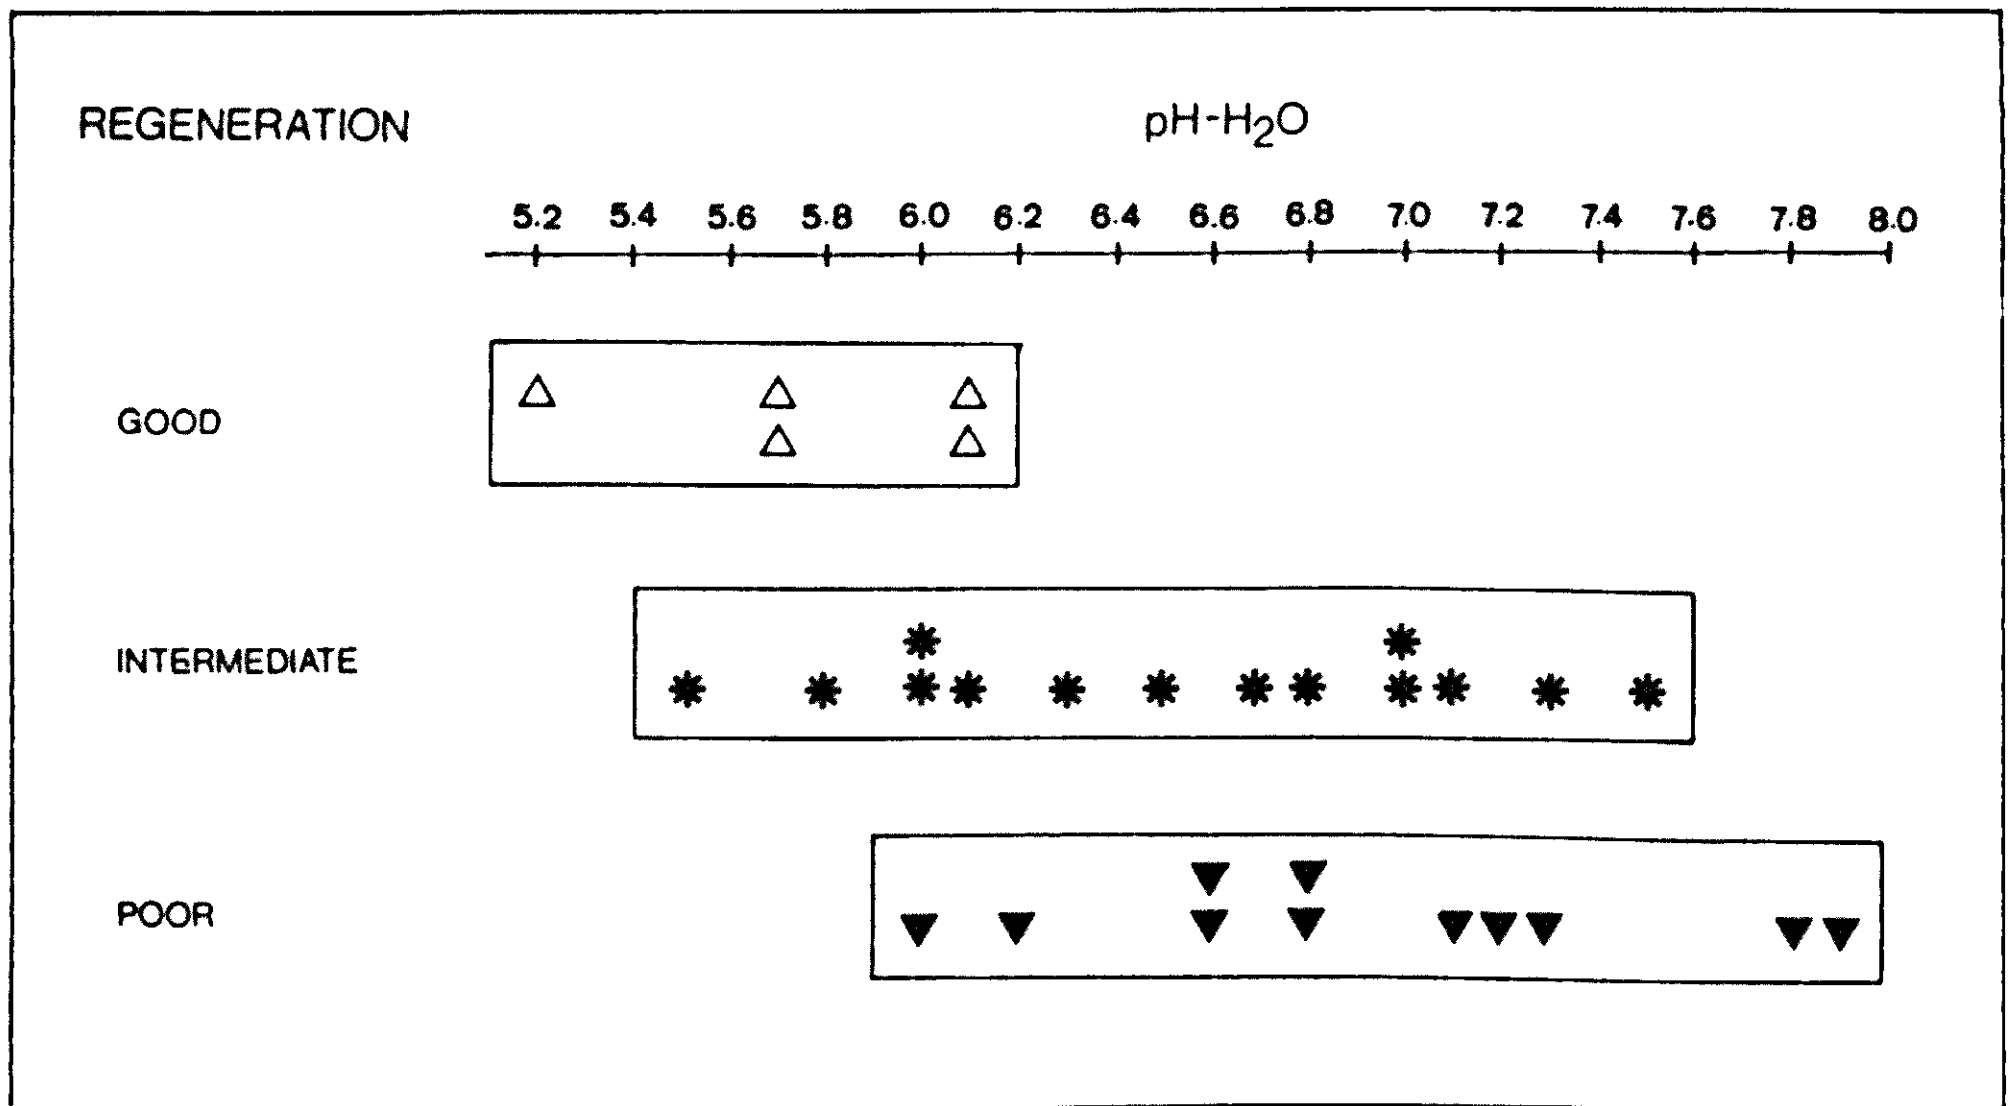 REGENERATION pH-H₂O
5.2 5.4 5.6 5.8 6.0 6.2 6.4 6.6 6.8 7.0 7.2 7.4 7.6 7.8 8.0
GOOD
INTERMEDIATE
POOR